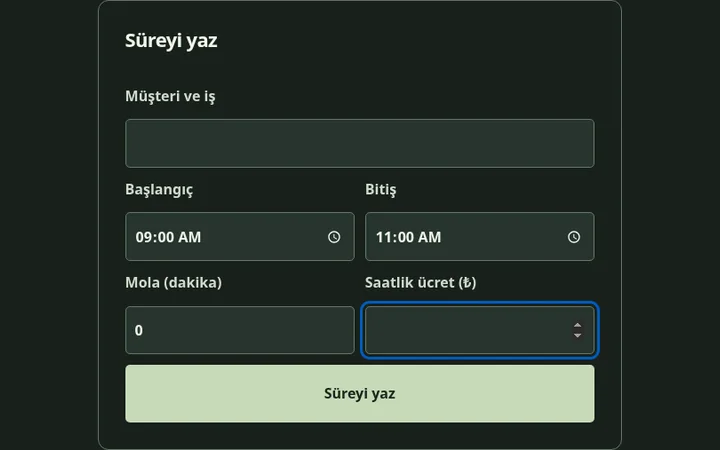 Süreyi yaz
Müşteri ve iş
Başlangıç
Bitiş
09:00 AM
11:00 AM
Mola (dakika)
Saatlik ücret (₺)
0
Süreyi yaz